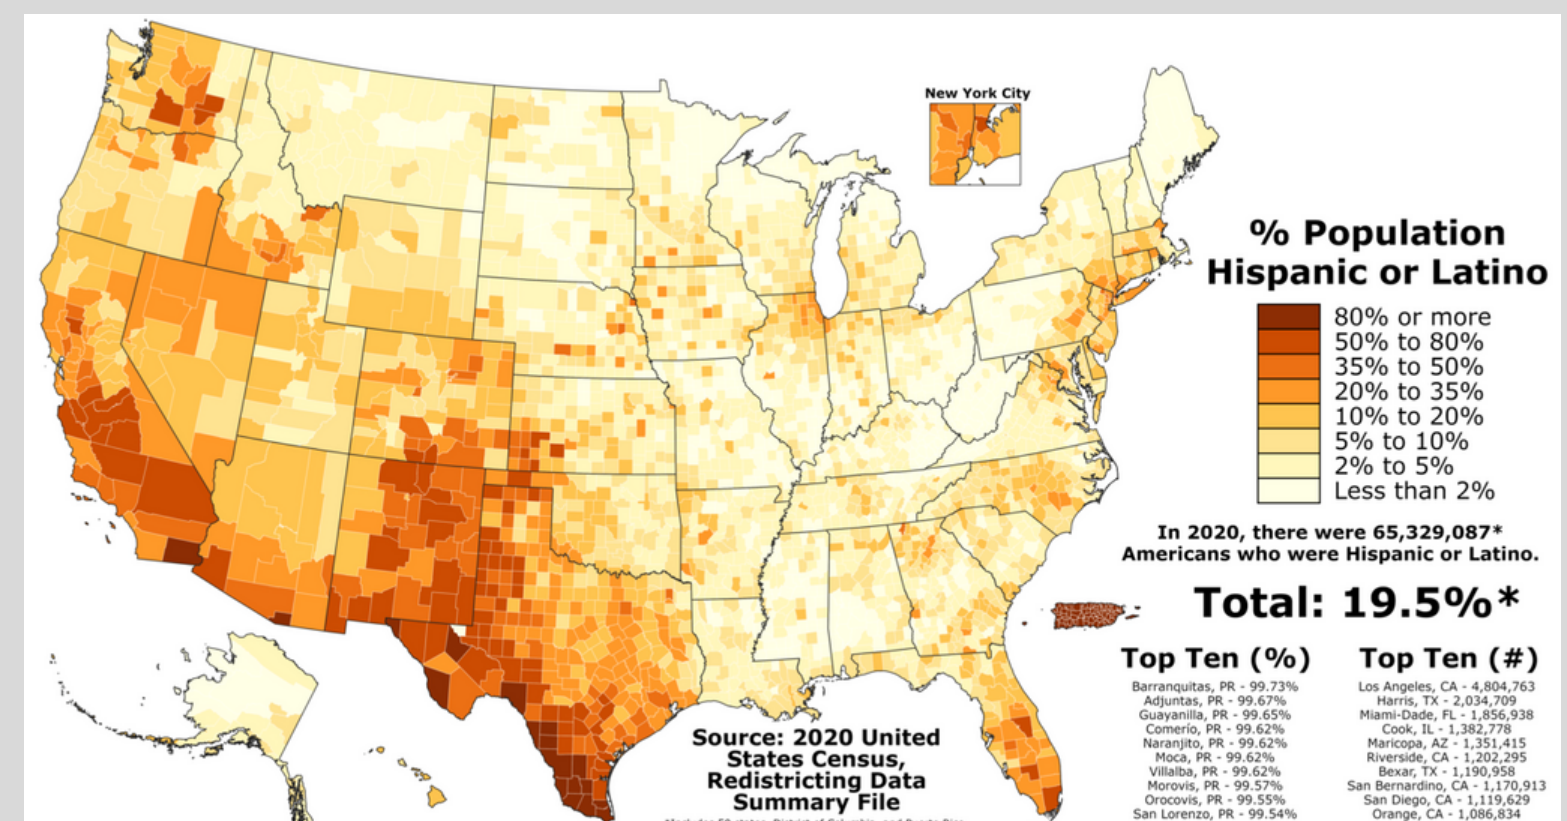 New York City
% Population
Hispanic or Latino
80% or more
50% to 80%
35% to 50%
20% to 35%
10% to 20%
5% to 10%
2% to 5%
Less than 2%
In 2020, there were 65,329,087*
Americans who were Hispanic or Latino.
Total: 19.5%*
Top Ten (%)
Barranquitas, PR - 99.73%
Adjuntas, PR - 99.67%
Guayanilla, PR - 99.65%
Comerío, PR - 99.62%
Naranjito, PR - 99.62%
Moca, PR - 99.62%
Villalba, PR - 99.62%
Morovis, PR - 99.57%
Orocovis, PR - 99.55%
San Lorenzo, PR - 99.54%
Top Ten (#)
Los Angeles, CA - 4,804,763
Harris, TX - 2,034,709
Miami-Dade, FL - 1,856,938
Cook, IL - 1,382,778
Maricopa, AZ - 1,351,415
Riverside, CA - 1,202,295
Bexar, TX - 1,190,958
San Bernardino, CA - 1,170,913
San Diego, CA - 1,119,629
Orange, CA - 1,086,834
Source: 2020 United
States Census,
Redistricting Data
Summary File